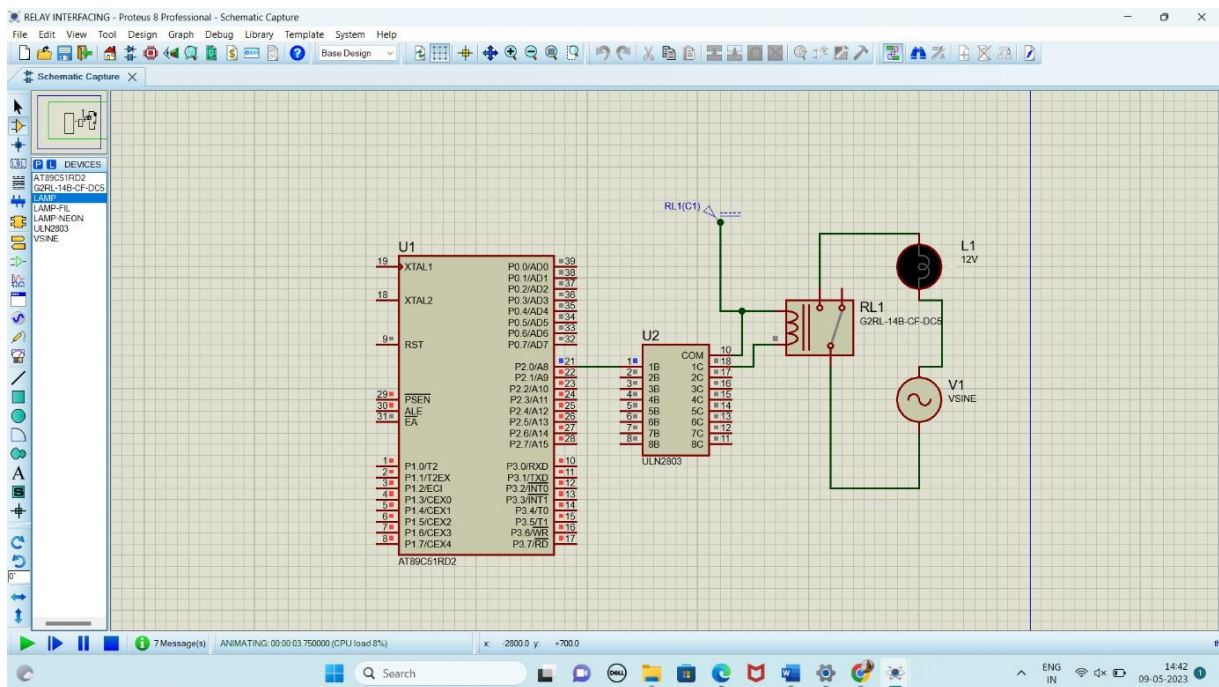 RELAY INTERFACING - Proteus 8 Professional - Schematic Capture
File Edit View Tool Design Graph Debug Library Template System Help
Base Design
Schematic Capture X
P L DEVICES
AT89C51RD2
G2RL-14B-CF-DC5
LAMP
LAMP-FIL
LAMP-NEON
ULN2803
VSINE
RL1(C1)
U1
19 XTAL1
18 XTAL2
9 RST
29 PSEN
30 ALE
31 EA
1 P1.0/T2
2 P1.1/T2EX
3 P1.2/ECI
4 P1.3/CEX0
5 P1.4/CEX1
6 P1.5/CEX2
7 P1.6/CEX3
8 P1.7/CEX4
P0.0/AD0 39
P0.1/AD1 38
P0.2/AD2 37
P0.3/AD3 36
P0.4/AD4 35
P0.5/AD5 34
P0.6/AD6 33
P0.7/AD7 32
P2.0/A8 21
P2.1/A9 22
P2.2/A10 23
P2.3/A11 24
P2.4/A12 25
P2.5/A13 26
P2.6/A14 27
P2.7/A15 28
P3.0/RXD 10
P3.1/TXD 11
P3.2/INT0 12
P3.3/INT1 13
P3.4/T0 14
P3.5/T1 15
P3.6/WR 16
P3.7/RD 17
AT89C51RD2
U2
COM 10
1 1B 1C 18
2 2B 2C 17
3 3B 3C 16
4 4B 4C 15
5 5B 5C 14
6 6B 6C 13
7 7B 7C 12
8 8B 8C 11
ULN2803
RL1
G2RL-14B-CF-DC5
L1
12V
V1
VSINE
A
S
0°
7 Message(s) ANIMATING: 00:00:03.750000 (CPU load 8%) x: -2800.0 y: +700.0 th
Search
DELL
ENG
IN
14:42
09-05-2023
1